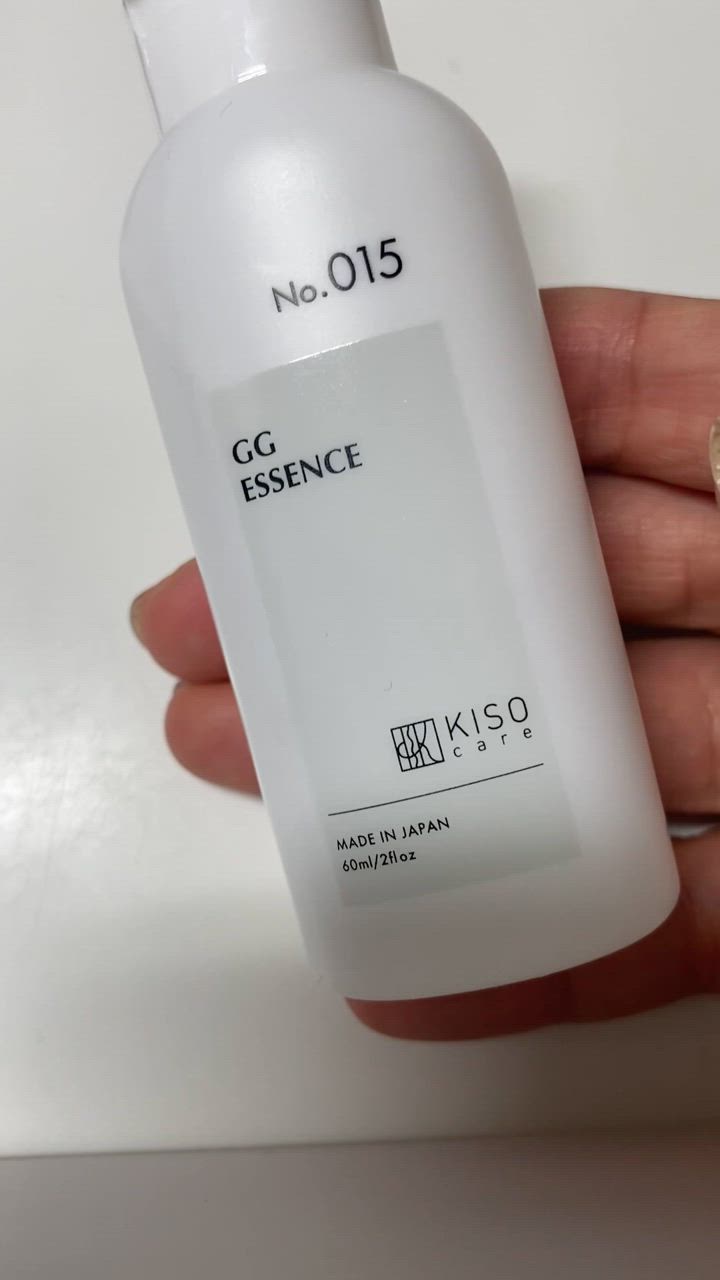 No.015
GG
ESSENCE
KISO
care
MADE IN JAPAN
60ml/2fl oz